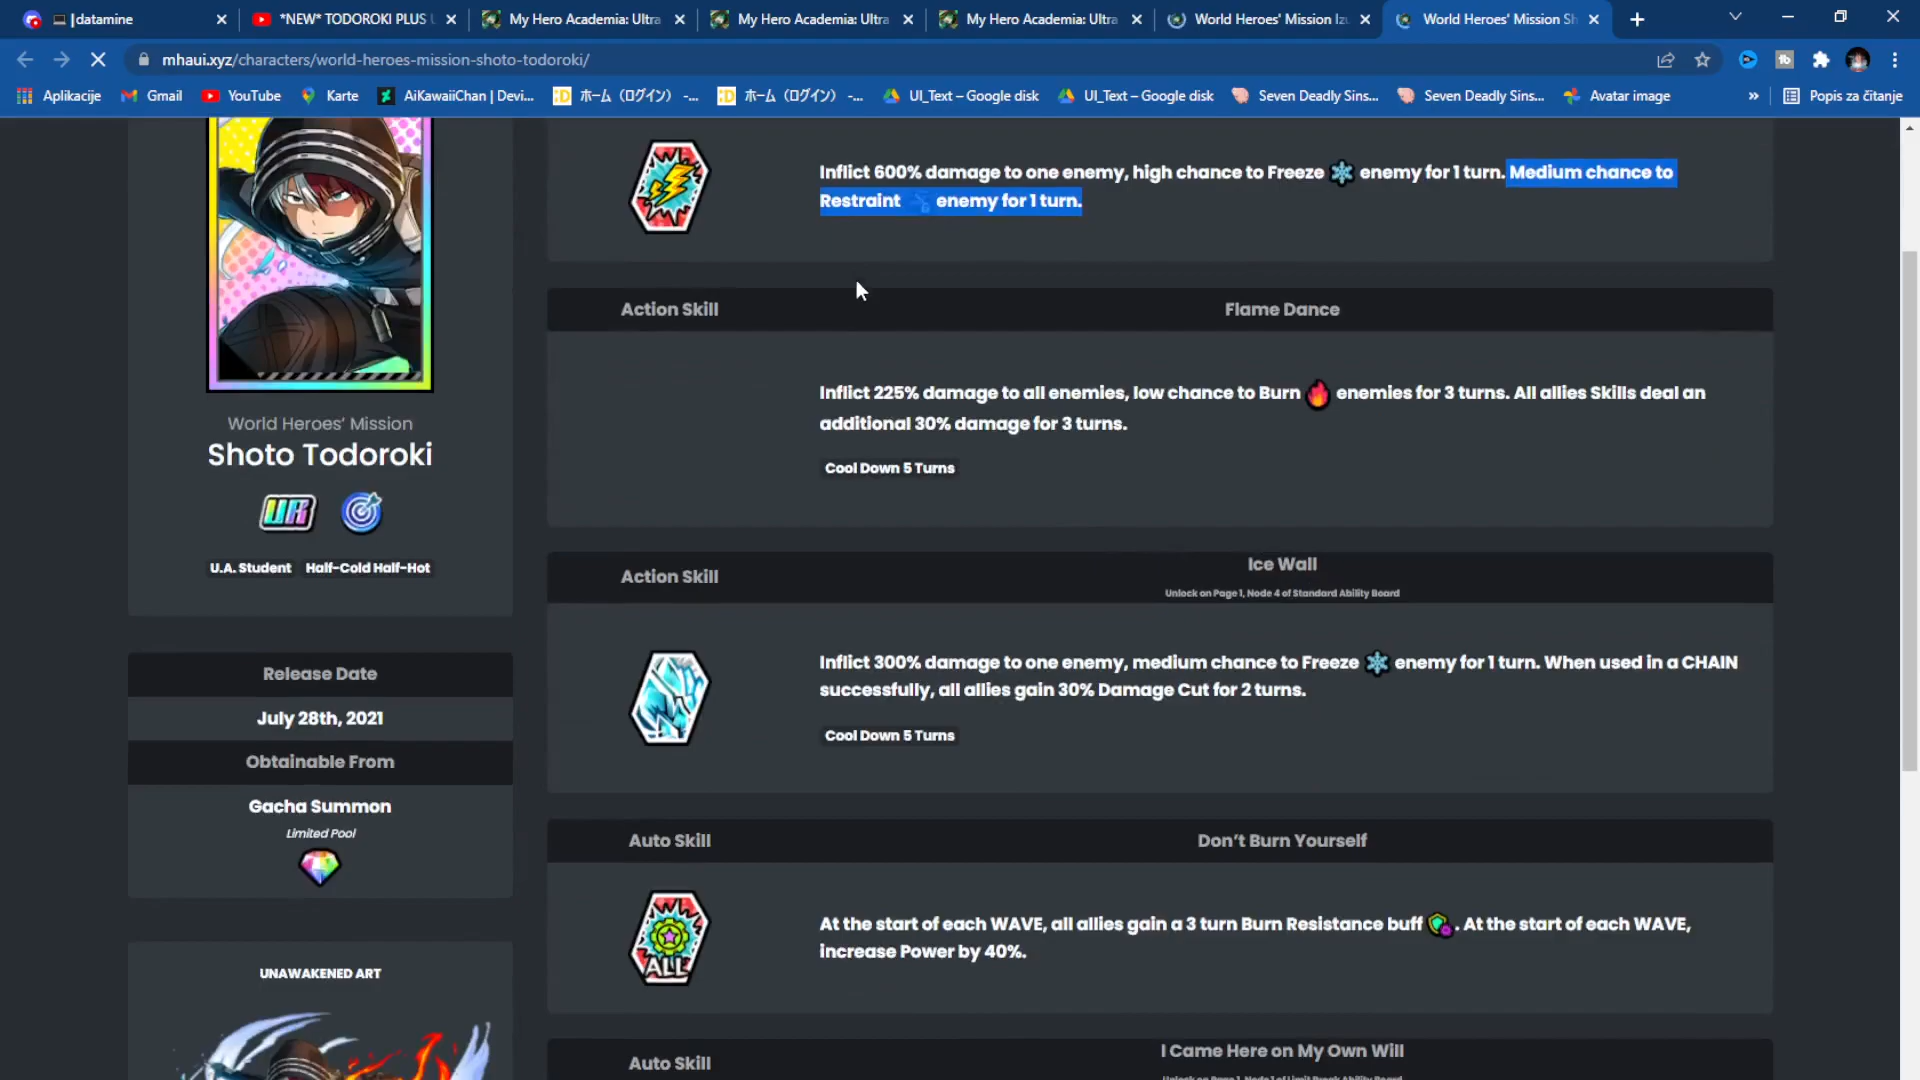 |datamine
*NEW* TODOROKI PLUS U
My Hero Academia: Ultra
My Hero Academia: Ultra
My Hero Academia: Ultra
World Heroes' Mission Iz
World Heroes' Mission Sh
mhaui.xyz/characters/world-heroes-mission-shoto-todoroki/
Aplikacije
Gmail
YouTube
Karte
AiKawaiiChan | Devi...
ホーム（ログイン） -...
ホーム（ログイン） -...
UI_Text – Google disk
UI_Text – Google disk
Seven Deadly Sins...
Seven Deadly Sins...
Avatar imagine
»
Popis za čitanje
Inflict 600% damage to one enemy, high chance to Freeze enemy for 1 turn. Medium chance to
Restraint enemy for 1 turn.
Action Skill
Flame Dance
Inflict 225% damage to all enemies, low chance to Burn enemies for 3 turns. All allies Skills deal an
additional 30% damage for 3 turns.
Cool Down 5 Turns
World Heroes' Mission
Shoto Todoroki
UR
U.A. Student
Half-Cold Half-Hot
Action Skill
Ice Wall
Unlock on Page 1, Node 4 of Standard Ability Board
Inflict 300% damage to one enemy, medium chance to Freeze enemy for 1 turn. When used in a CHAIN
successfully, all allies gain 30% Damage Cut for 2 turns.
Cool Down 5 Turns
Release Date
July 28th, 2021
Obtainable From
Gacha Summon
Limited Pool
Auto Skill
Don't Burn Yourself
ALL
At the start of each WAVE, all allies gain a 3 turn Burn Resistance buff . At the start of each WAVE,
increase Power by 40%.
UNAWAKENED ART
Auto Skill
I Came Here on My Own Will
Unlock on Page 1, Node 1 of Limit Break Ability Board